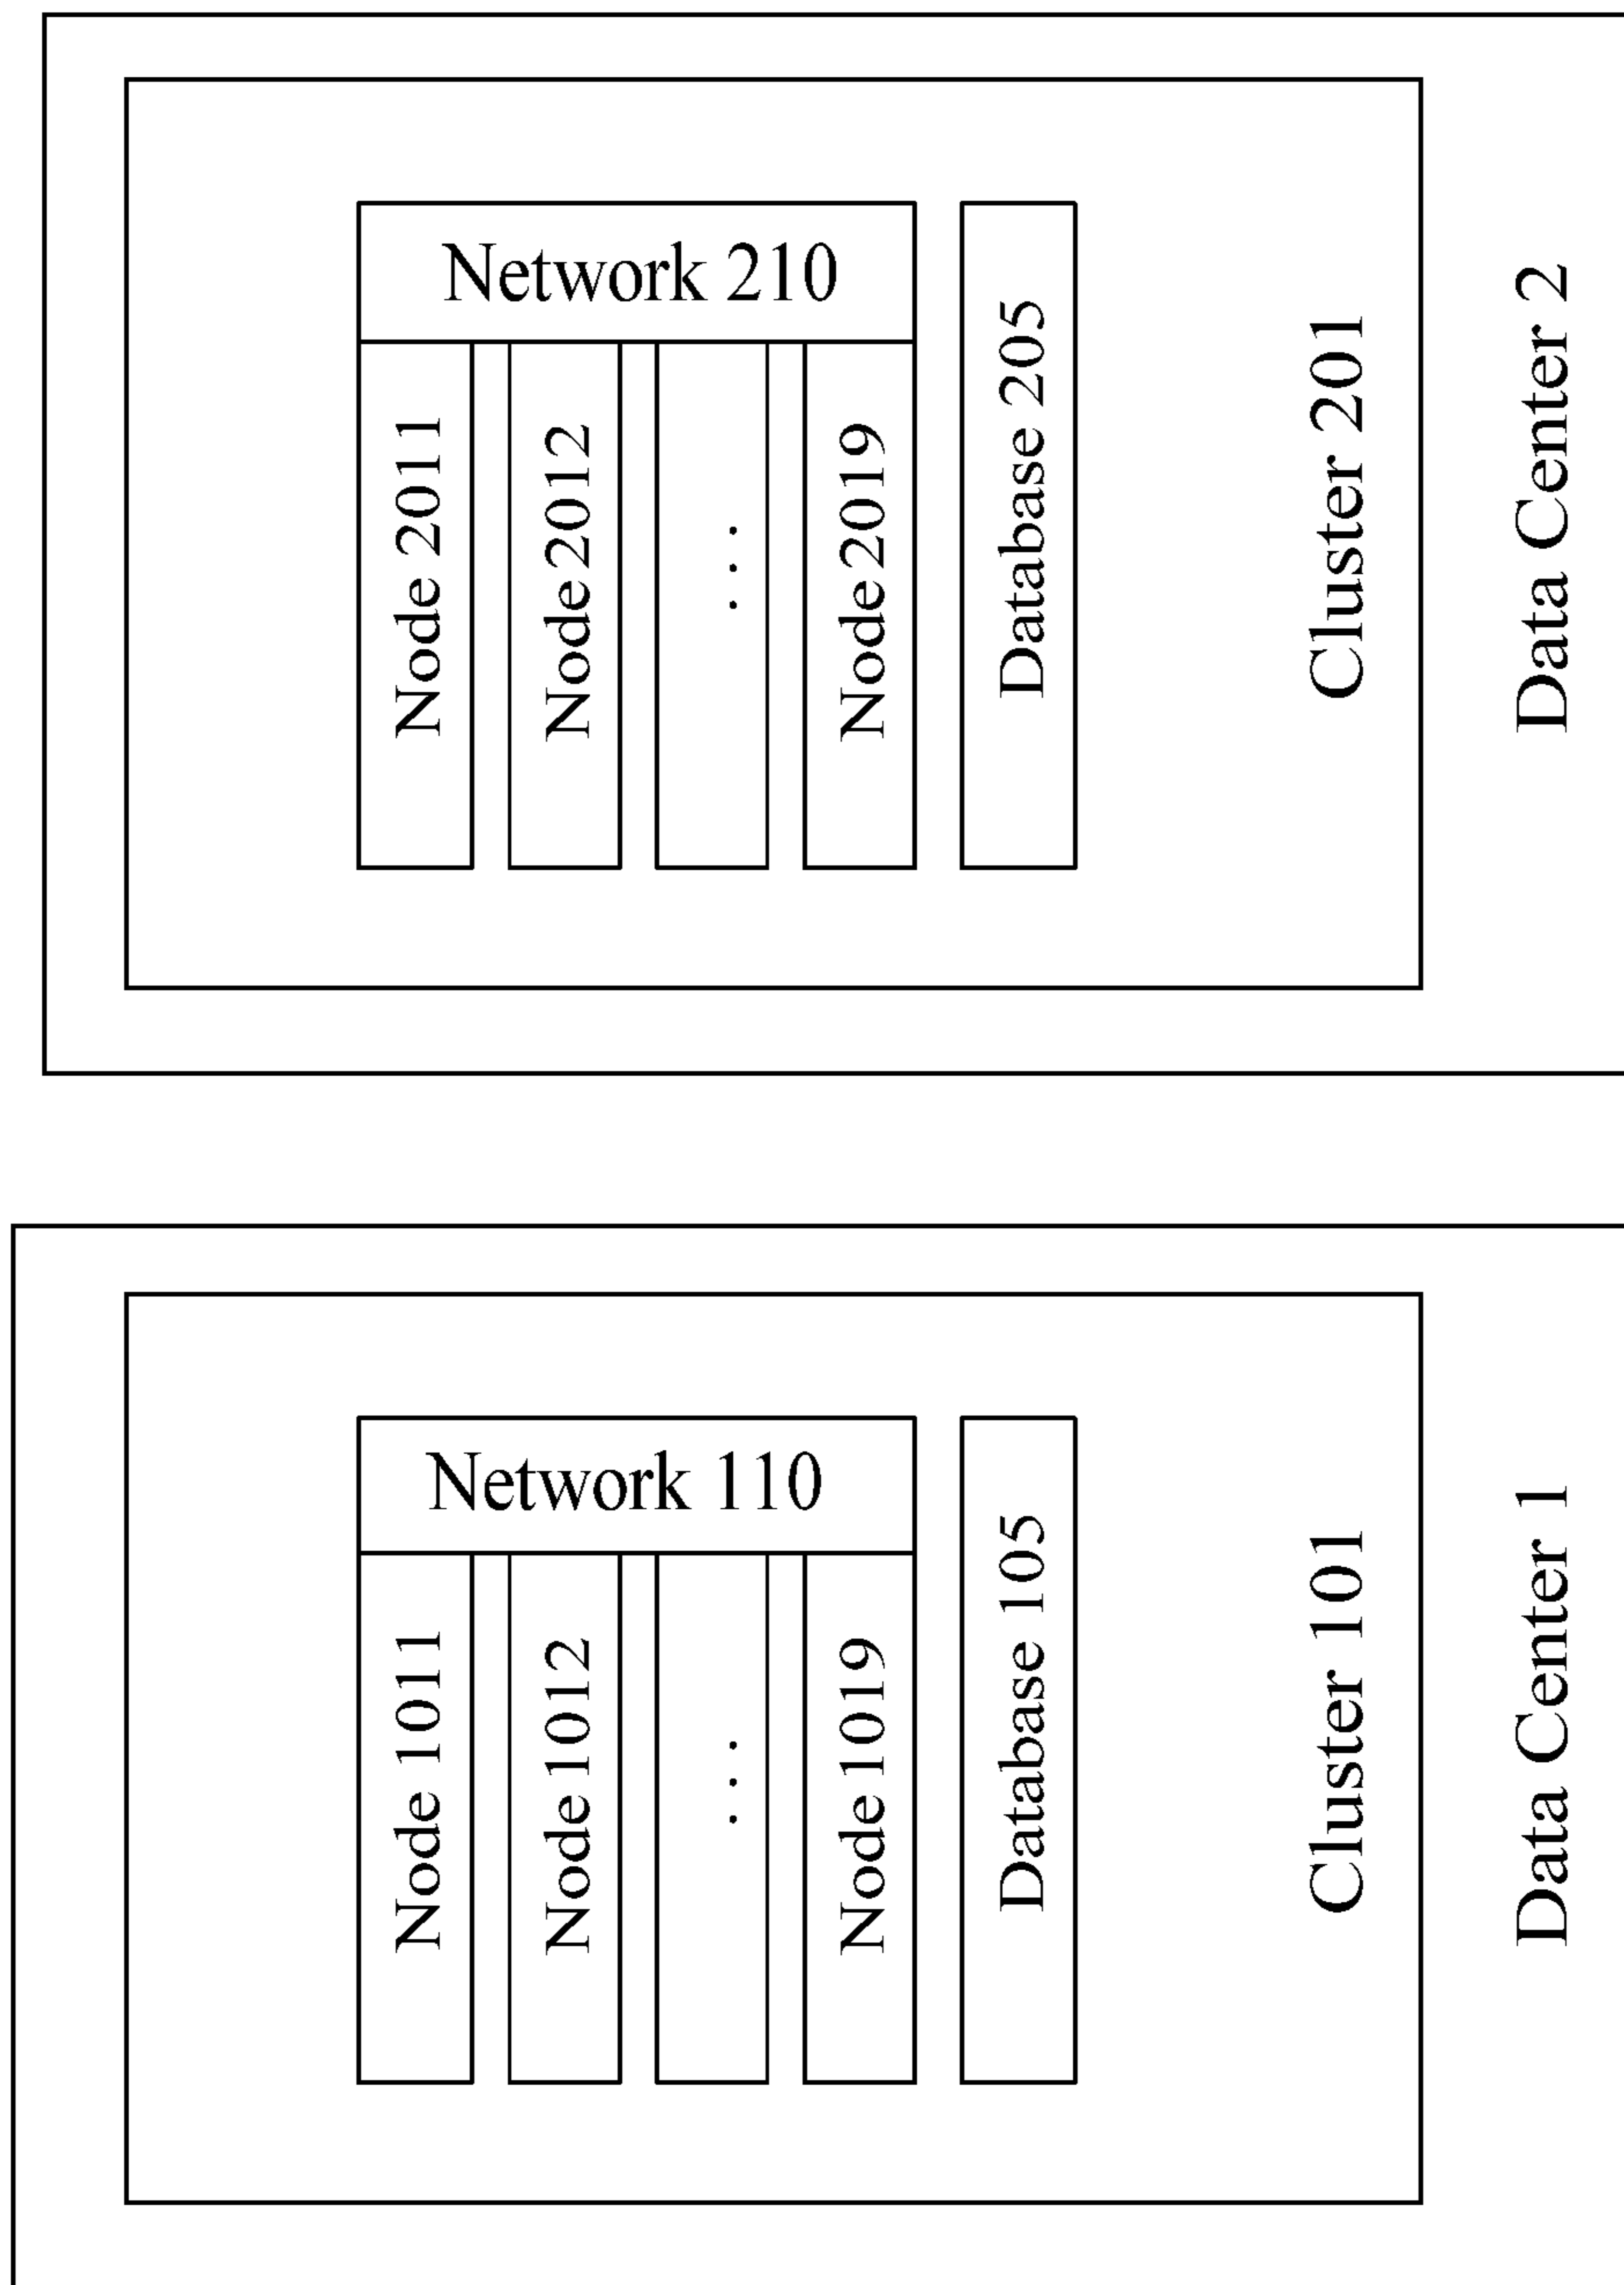 Network 210
Node 2011
Node 2012
...
Node 2019
Database 205
Cluster 201
Data Center 2
Network 110
Node 1011
Node 1012
...
Node 1019
Database 105
Cluster 101
Data Center 1